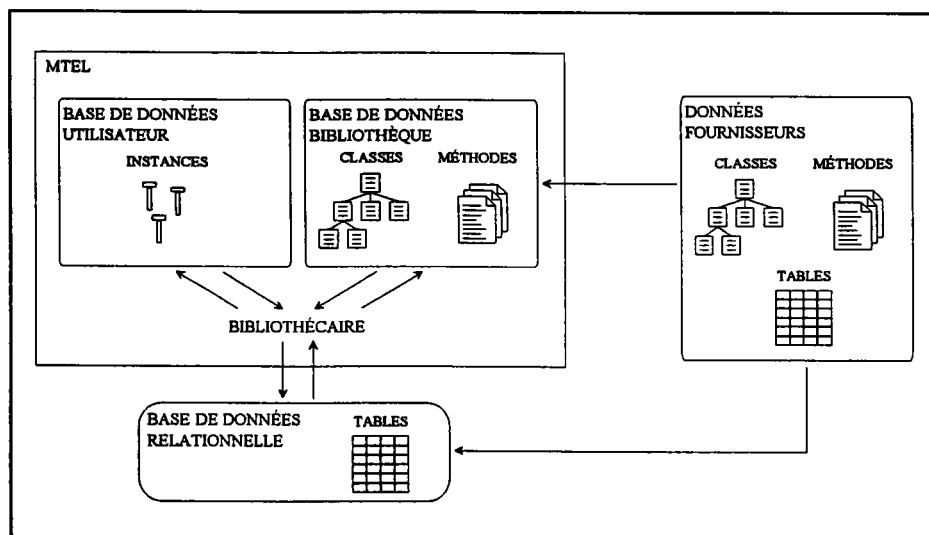 MTEL
BASE DE DONNÉES
UTILISATEUR
INSTANCES
BASE DE DONNÉES
BIBLIOTHÈQUE
CLASSES
MÉTHODES
DONNÉES
FOURNISSEURS
CLASSES
MÉTHODES
TABLES
BIBLIOTHÉCAIRE
BASE DE DONNÉES
RELATIONNELLE
TABLES